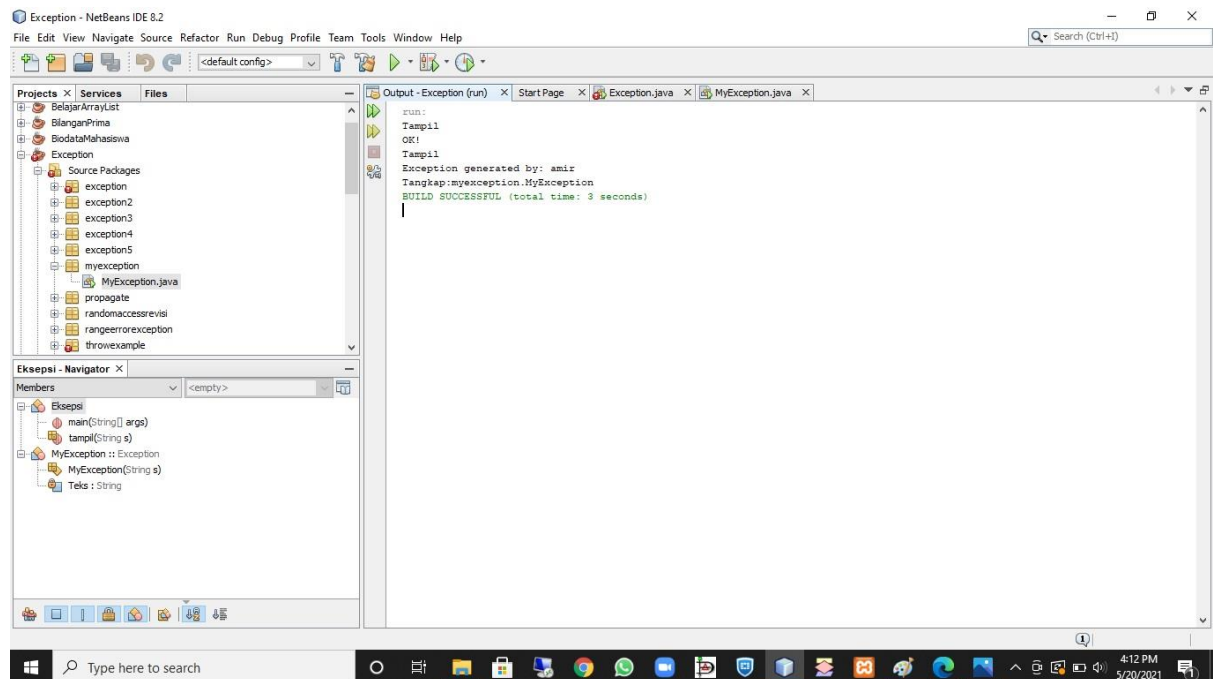 Exception - NetBeans IDE 8.2
File Edit View Navigate Source Refactor Run Debug Profile Team Tools Window Help
Search (Ctrl+I)
<default config>
Projects Services Files
BelajarArrayList
BilanganPrima
BiodataMahasiswa
Exception
Source Packages
exception
exception2
exception3
exception4
exception5
myexception
MyException.java
propagate
randomaccessrevisi
rangeerrorexception
throwexample
Eksepsi - Navigator
Members <empty>
Eksepsi
main(String[] args)
tampil(String s)
MyException :: Exception
MyException(String s)
Teks : String
Output - Exception (run) Start Page Exception.java MyException.java
run:
Tampil
OK!
Tampil
Exception generated by: amir
Tangkap:myexception.MyException
BUILD SUCCESSFUL (total time: 3 seconds)
1
Type here to search
4:12 PM
5/20/2021